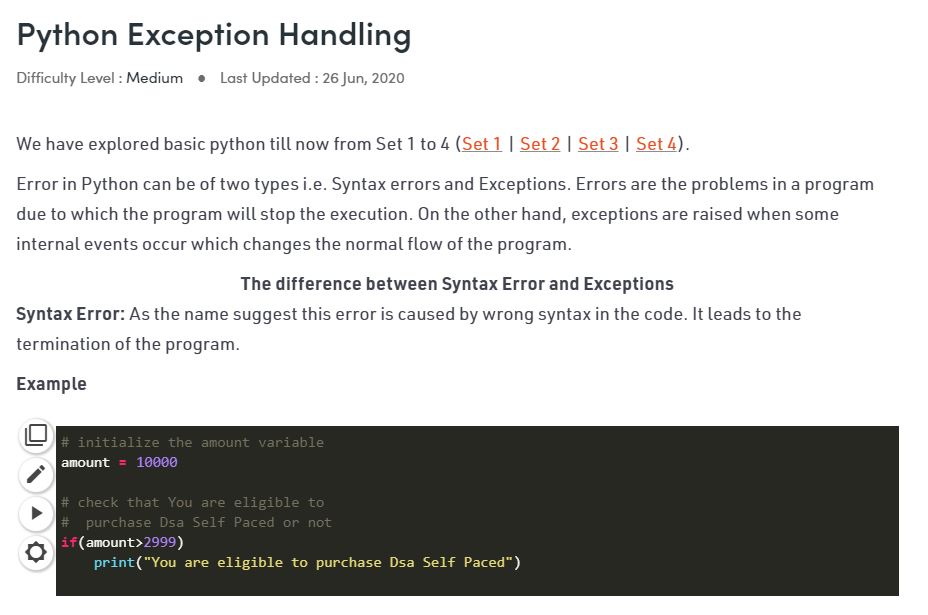 Python Exception Handling
Difficulty Level : Medium ● Last Updated : 26 Jun, 2020
We have explored basic python till now from Set 1 to 4 (Set 1 | Set 2 | Set 3 | Set 4).
Error in Python can be of two types i.e. Syntax errors and Exceptions. Errors are the problems in a program
due to which the program will stop the execution. On the other hand, exceptions are raised when some
internal events occur which changes the normal flow of the program.
The difference between Syntax Error and Exceptions
Syntax Error: As the name suggest this error is caused by wrong syntax in the code. It leads to the
termination of the program.
Example
# initialize the amount variable
amount = 10000
# check that You are eligible to
#  purchase Dsa Self Paced or not
if(amount>2999)
    print("You are eligible to purchase Dsa Self Paced")